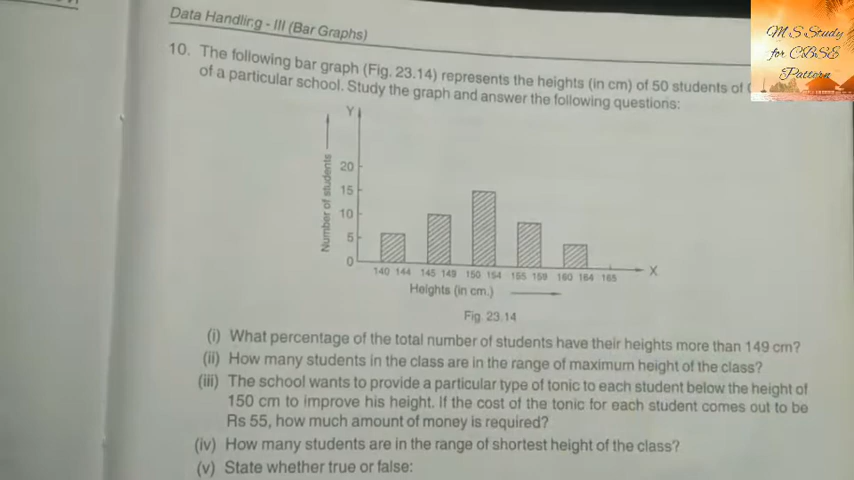 Data Handling - III (Bar Graphs)
M S Study
for CBSE
Pattern
10. The following bar graph (Fig. 23.14) represents the heights (in cm) of 50 students of
of a particular school. Study the graph and answer the following questions:
Y
Number of students
20
15
10
5
0
140 144 145 149 150 154 155 159 160 164 165
X
Heights (in cm.)
Fig. 23.14
(i) What percentage of the total number of students have their heights more than 149 cm?
(ii) How many students in the class are in the range of maximum height of the class?
(iii) The school wants to provide a particular type of tonic to each student below the height of
150 cm to improve his height. If the cost of the tonic for each student comes out to be
Rs 55, how much amount of money is required?
(iv) How many students are in the range of shortest height of the class?
(v) State whether true or false: